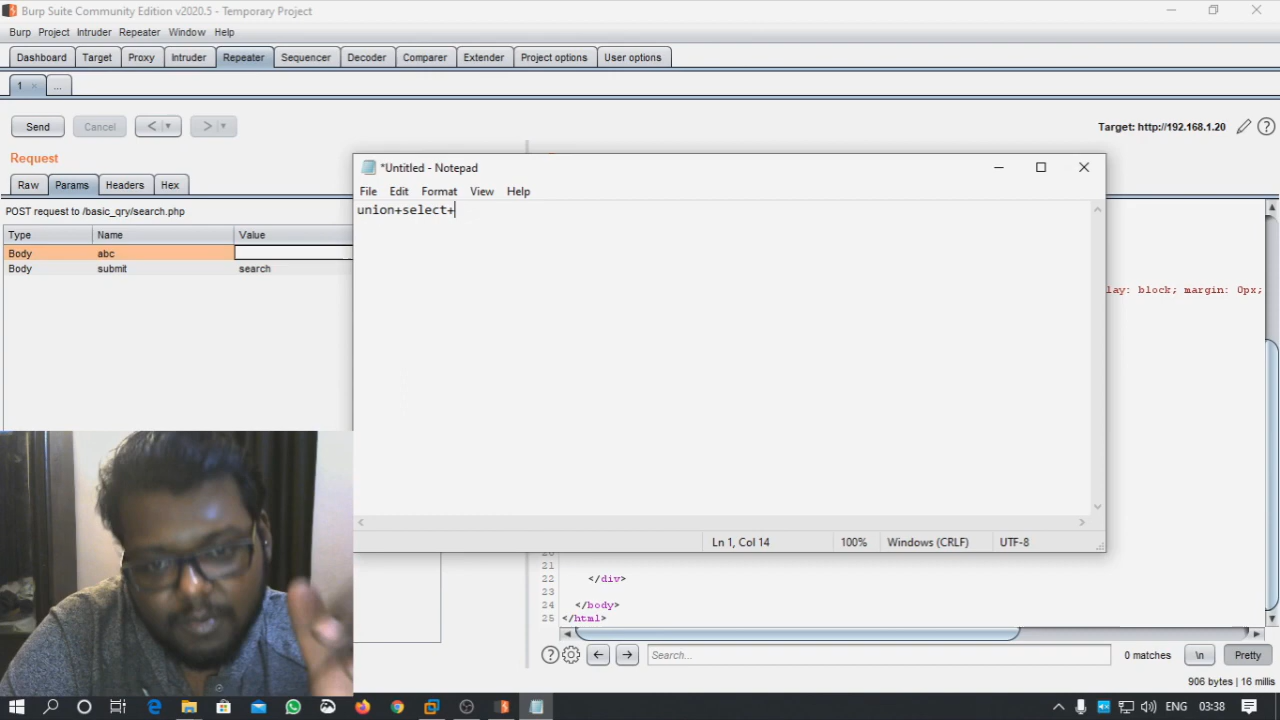 Burp Suite Community Edition v2020.5 - Temporary Project
Burp Project Intruder Repeater Window Help
Dashboard Target Proxy Intruder Repeater Sequencer Decoder Comparer Extender Project options User options
1 × ...
Send Cancel < > Target: http://192.168.1.20
Request
Raw Params Headers Hex
POST request to /basic_qry/search.php
Type Name Value
Body abc
Body submit search
*Untitled - Notepad
File Edit Format View Help
union+select+
Ln 1, Col 14 100% Windows (CRLF) UTF-8
lay: block; margin: 0px;
21
22 </div>
24 </body>
25 </html>
Search... 0 matches \n Pretty
906 bytes | 16 millis
ENG 03:38